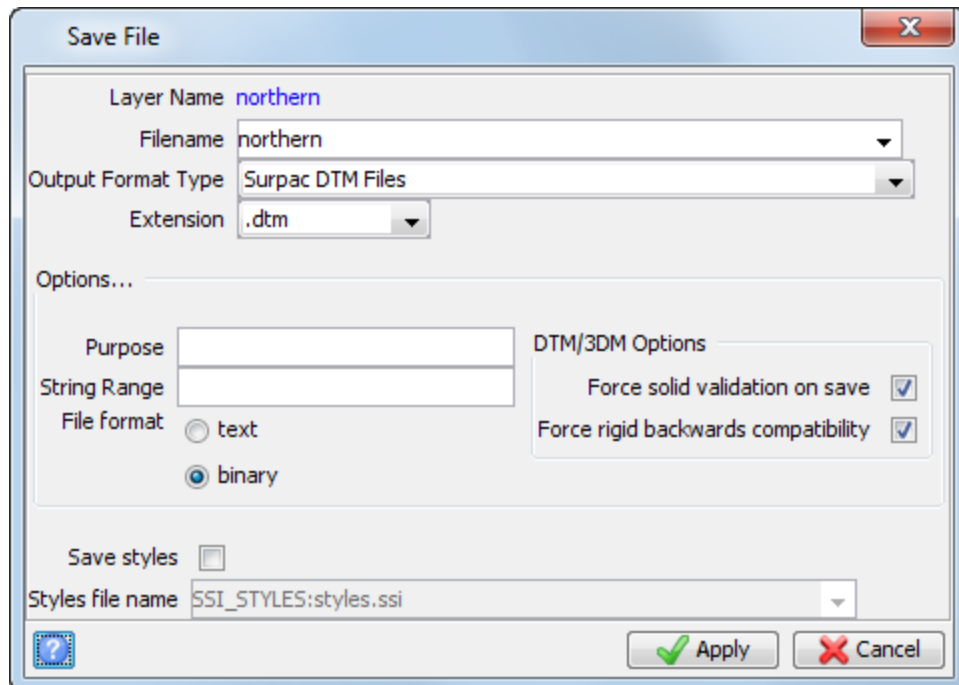 Save File
Layer Name northern
Filename northern
Output Format Type Surpac DTM Files
Extension .dtm
Options...
Purpose
DTM/3DM Options
String Range
Force solid validation on save
File format text
Force rigid backwards compatibility
binary
Save styles
Styles file name SSI_STYLES:styles.ssi
? Apply Cancel